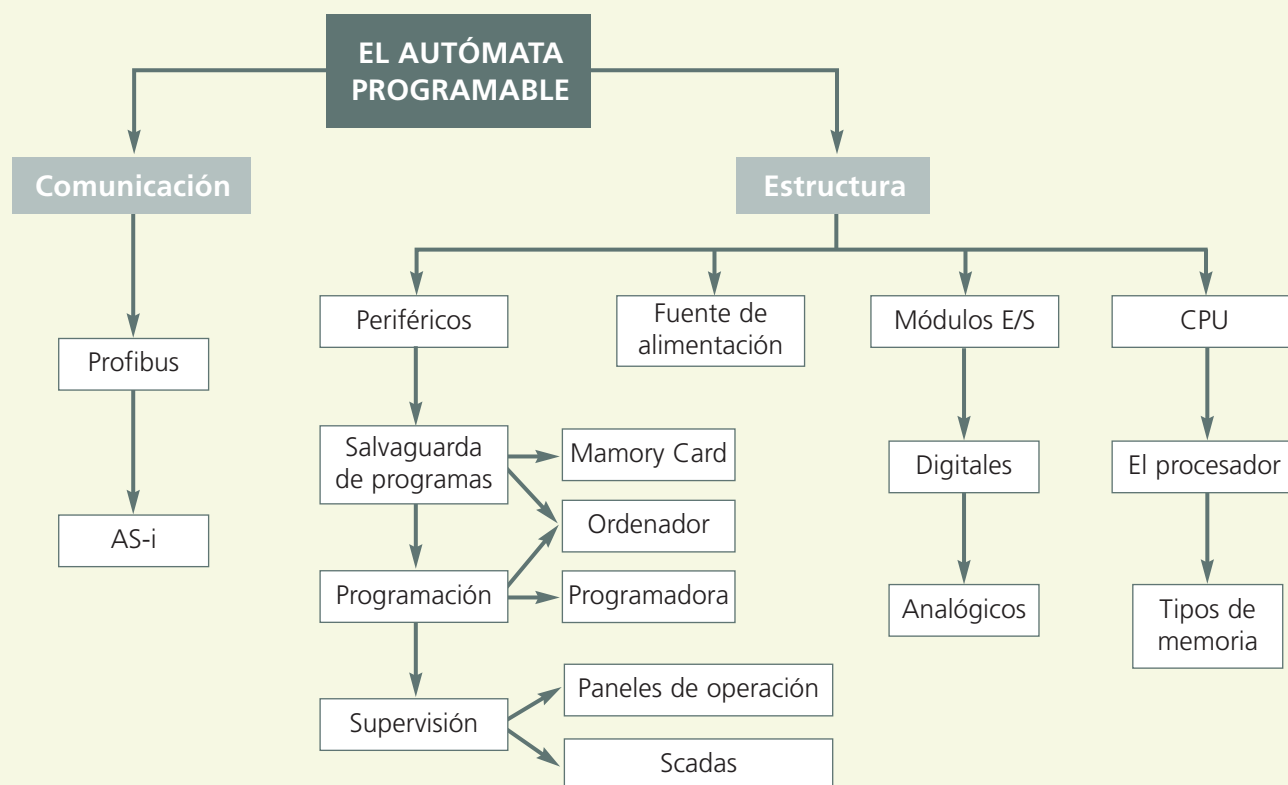 EL AUTÓMATA
PROGRAMABLE
Comunicación
Estructura
Profibus
AS-i
Periféricos
Fuente de
alimentación
Módulos E/S
CPU
Salvaguarda
de programas
Mamory Card
Ordenador
Programación
Programadora
Supervisión
Paneles de operación
Scadas
Digitales
Analógicos
El procesador
Tipos de
memoria